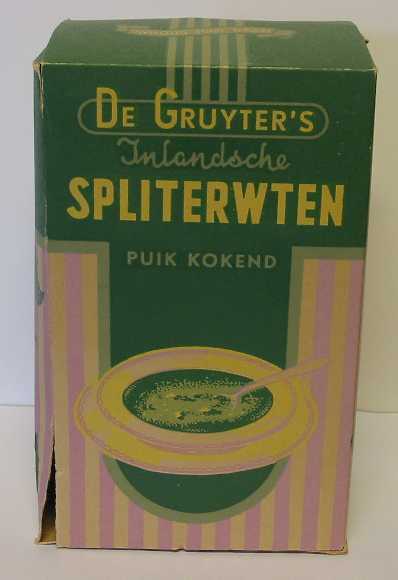 DE GRUYTER'S
Inlandsche
SPLITERWTEN
PUIK KOKEND